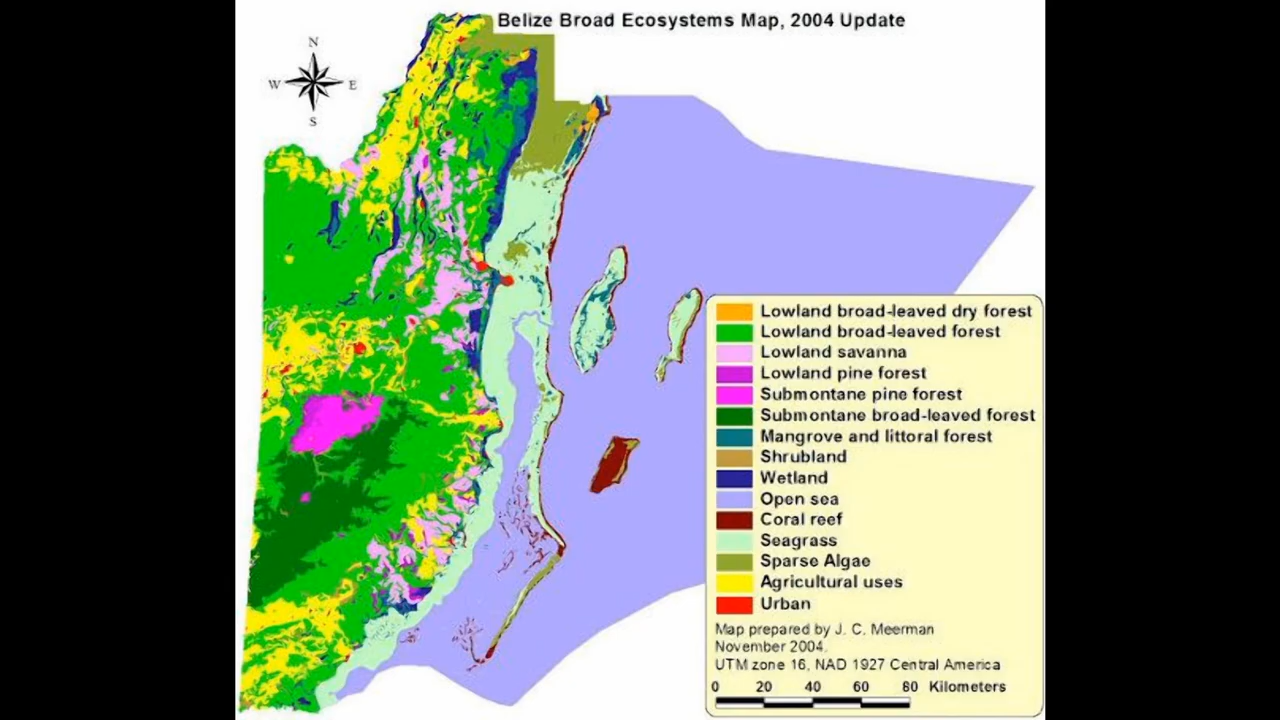 Belize Broad Ecosystems Map, 2004 Update
N
W E
S
Lowland broad-leaved dry forest
Lowland broad-leaved forest
Lowland savanna
Lowland pine forest
Submontane pine forest
Submontane broad-leaved forest
Mangrove and littoral forest
Shrubland
Wetland
Open sea
Coral reef
Seagrass
Sparse Algae
Agricultural uses
Urban
Map prepared by J. C. Meerman
November 2004.
UTM zone 16, NAD 1927 Central America
0 20 40 60 80 Kilometers